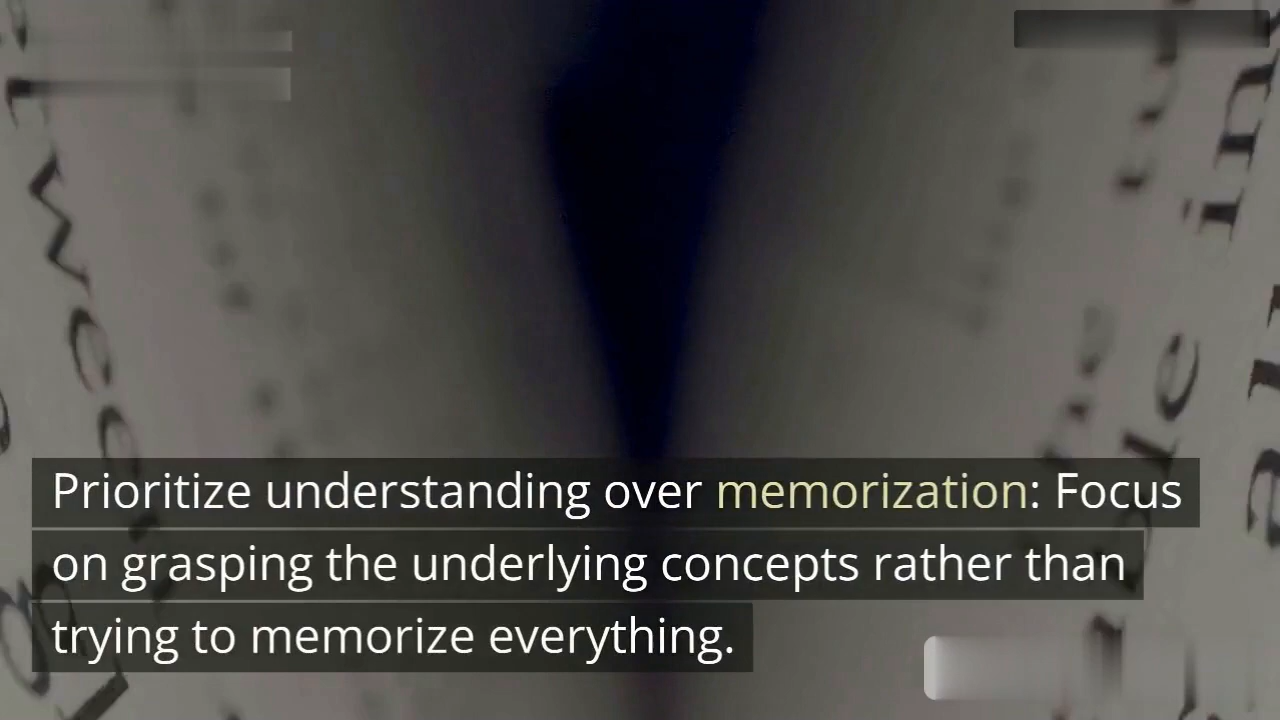 Prioritize understanding over memorization: Focus
on grasping the underlying concepts rather than
trying to memorize everything.